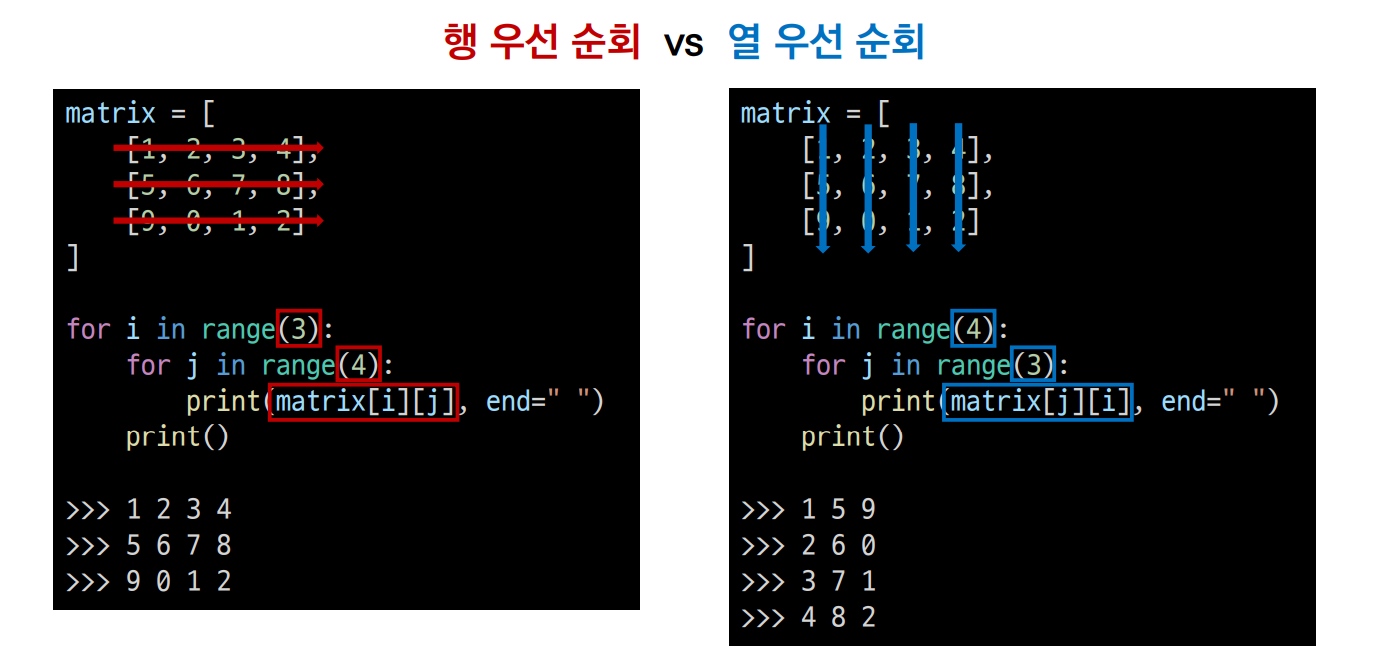 행 우선 순회 vs 열 우선 순회
matrix = [
    [1, 2, 3, 4],
    [5, 6, 7, 8],
    [9, 0, 1, 2]
]
for i in range(3):
    for j in range(4):
        print(matrix[i][j], end=" ")
    print()
>>> 1 2 3 4
>>> 5 6 7 8
>>> 9 0 1 2
matrix = [
    [1, 2, 3, 4],
    [5, 6, 7, 8],
    [9, 0, 1, 2]
]
for i in range(4):
    for j in range(3):
        print(matrix[j][i], end=" ")
    print()
>>> 1 5 9
>>> 2 6 0
>>> 3 7 1
>>> 4 8 2